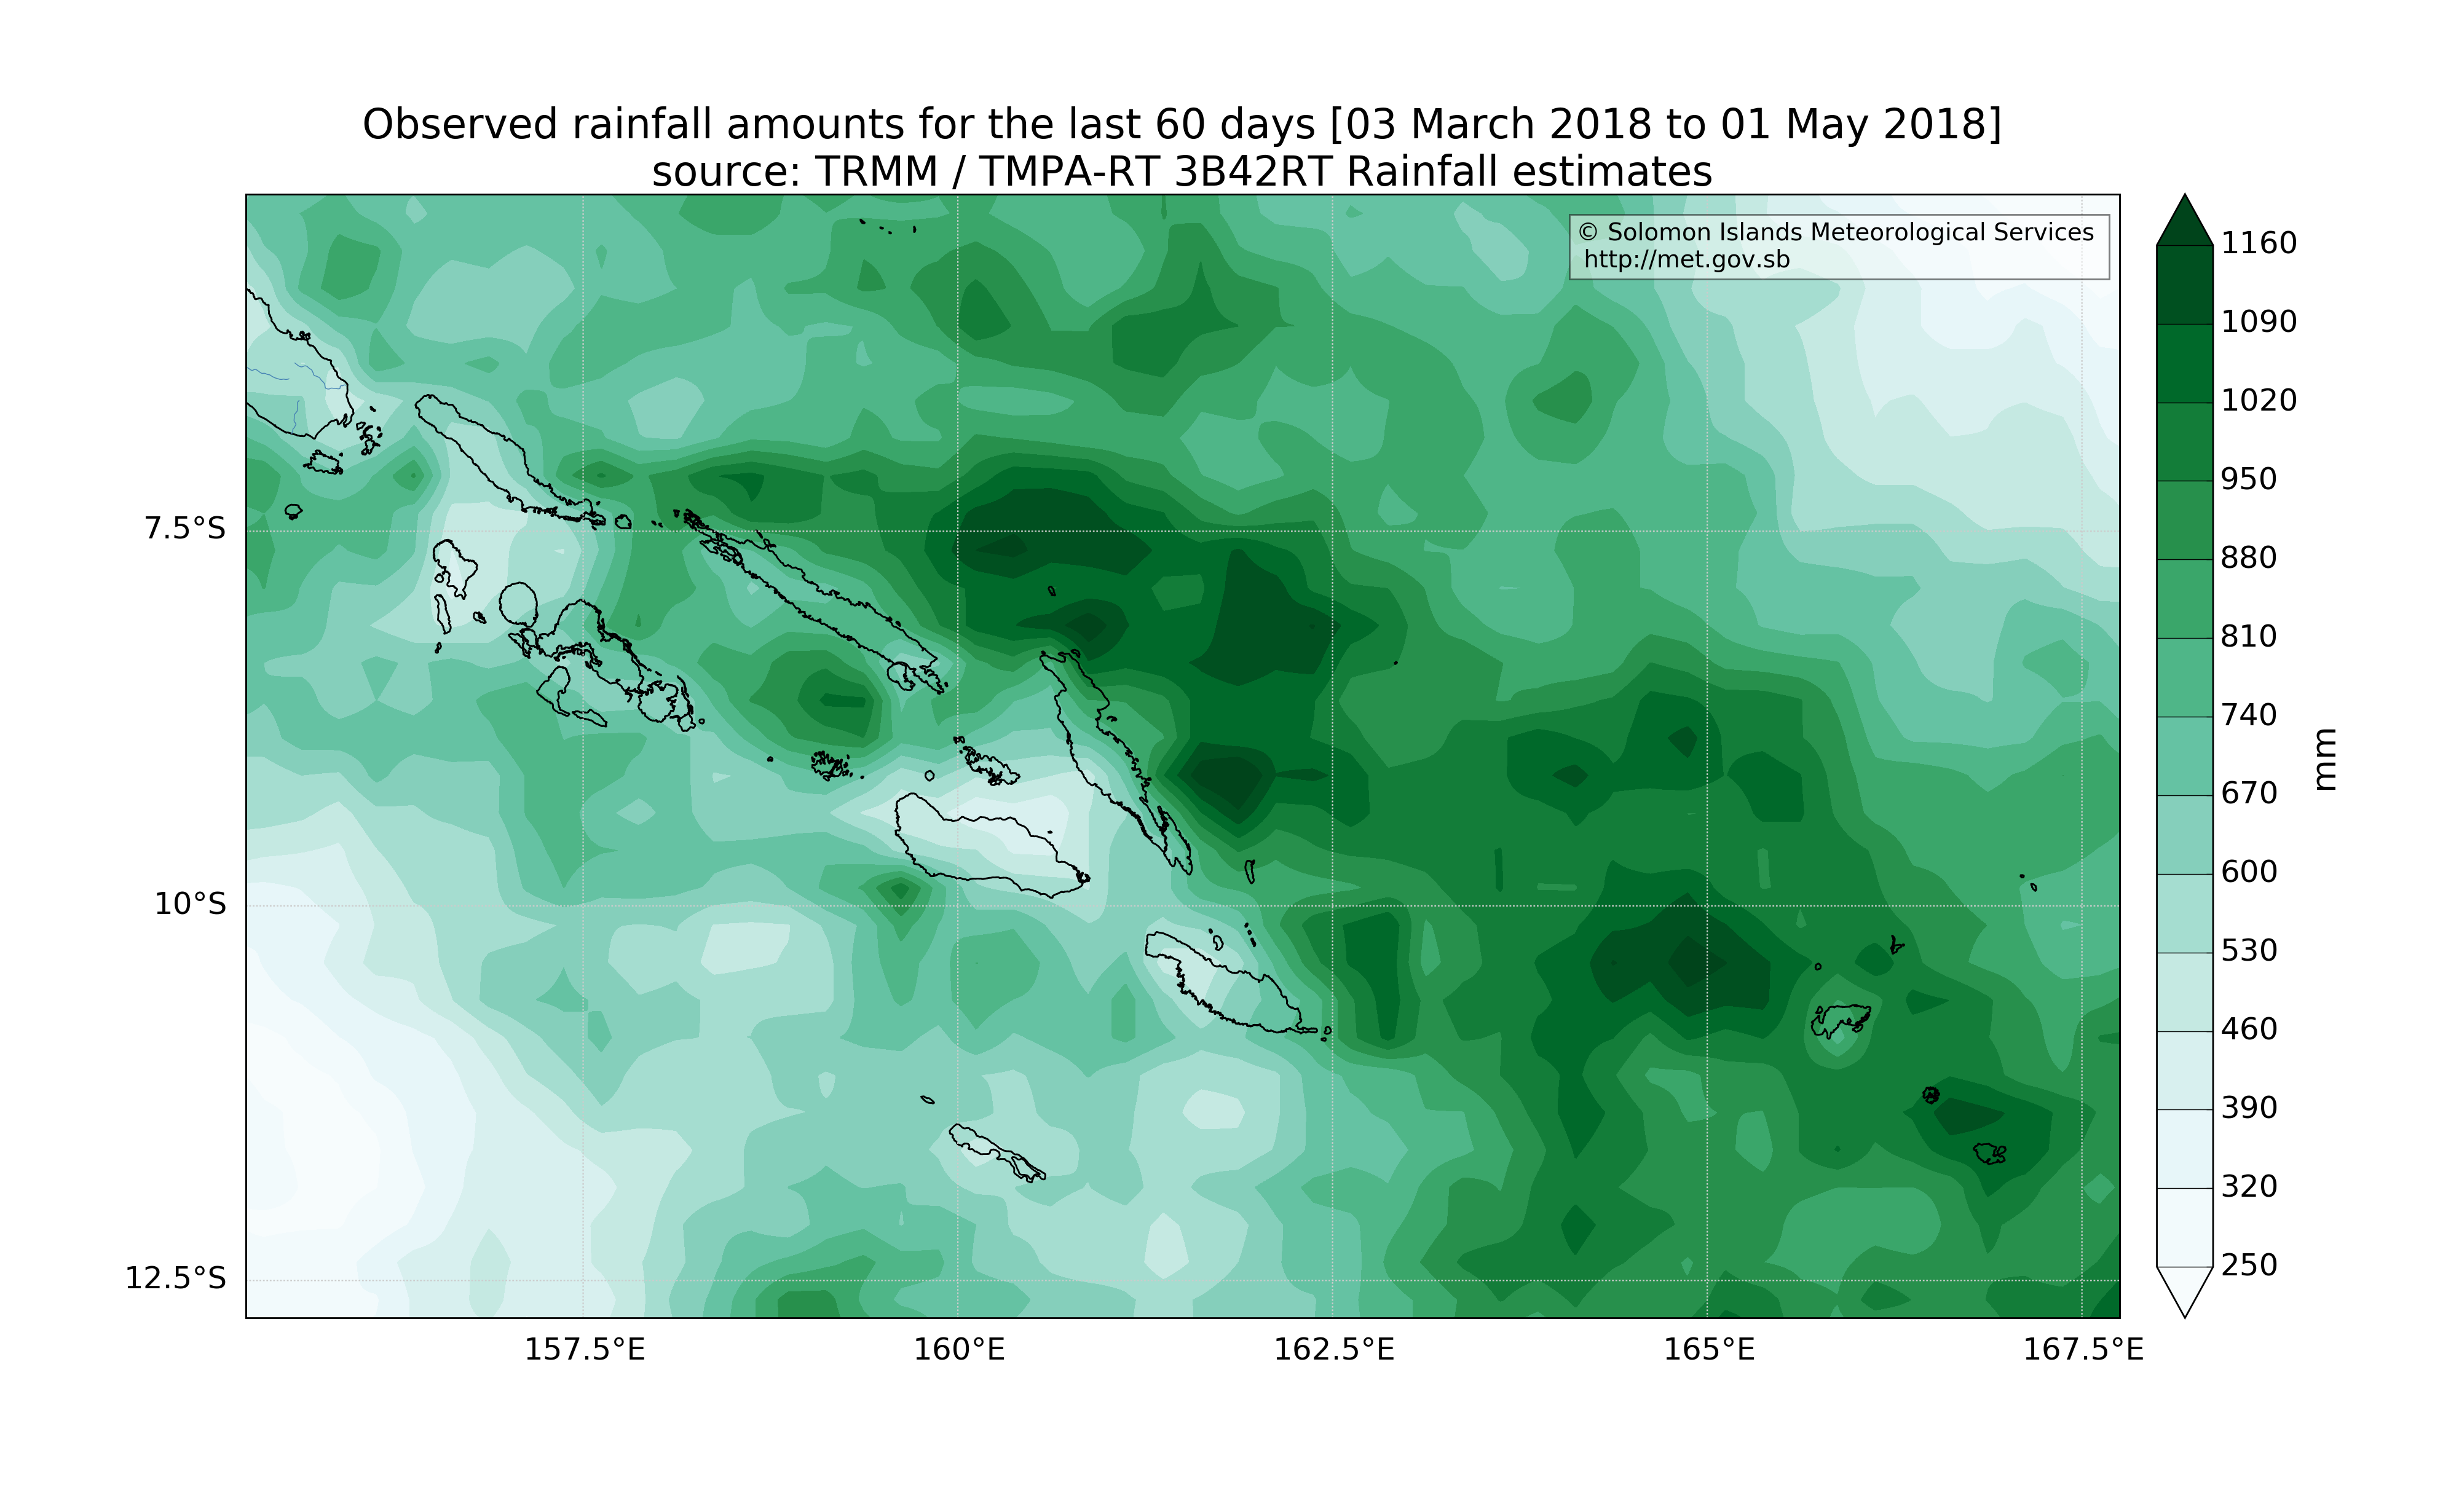 Observed rainfall amounts for the last 60 days [03 March 2018 to 01 May 2018]
source: TRMM / TMPA-RT 3B42RT Rainfall estimates
© Solomon Islands Meteorological Services
http://met.gov.sb
7.5°S
10°S
12.5°S
157.5°E
160°E
162.5°E
165°E
167.5°E
1160
1090
1020
950
880
810
740
670
600
530
460
390
320
250
mm